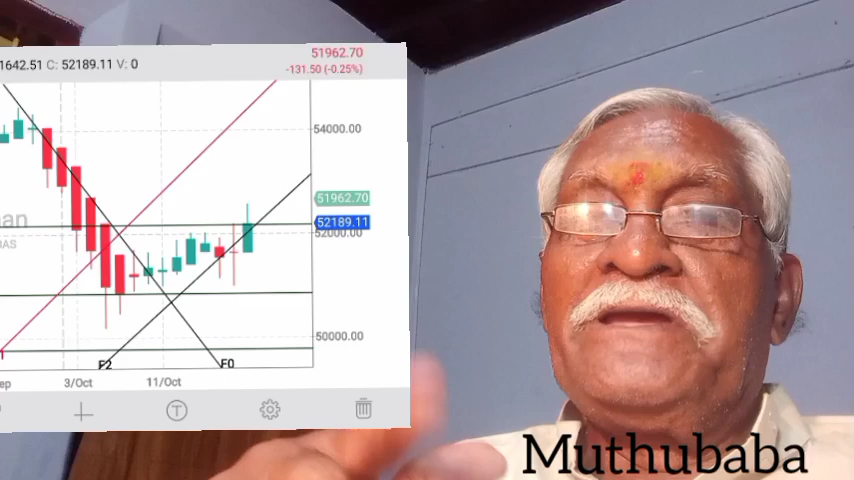 51962.70
1642.51 C: 52189.11 V: 0
-131.50 (-0.25%)
54000.00
51962.70
52189.11
52000.00
50000.00
F2
F0
3/Oct
11/Oct
T
Muthubaba